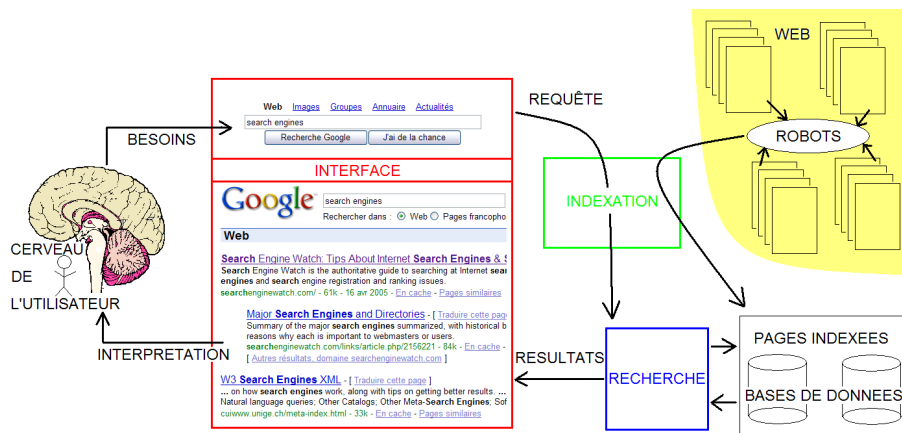 WEB
REQUÊTE
ROBOTS
BESOINS
Web Images Groupes Annuaire Actualités
search engines
Recherche Google J'ai de la chance
INTERFACE
INDEXATION
Google search engines
Rechercher dans : Web Pages francopho
Web
Search Engine Watch: Tips About Internet Search Engines & S
Search Engine Watch is the authoritative guide to searching at Internet sear
engines and search engine registration and ranking issues.
searchenginewatch.com/ - 61k - 16 avr 2005 - En cache - Pages similaires
Major Search Engines and Directories - [ Traduire cette pag
Summary of the major search engines summarized, with historical b
reasons why each is important to webmasters or users.
searchenginewatch.com/links/article.php/2156221 - 84k - En cache -
[ Autres résultats, domaine searchenginewatch.com ]
W3 Search Engines XML - [ Traduire cette page ]
... on how search engines work, along with tips on getting better results. ...
Natural language queries; Other Catalogs; Other Meta-Search Engines; Sof
cuiwww.unige.ch/meta-index.html - 33k - En cache - Pages similaires
CERVEAU
DE
L'UTILISATEUR
INTERPRETATION
RESULTATS
RECHERCHE
PAGES INDEXEES
BASES DE DONNEES